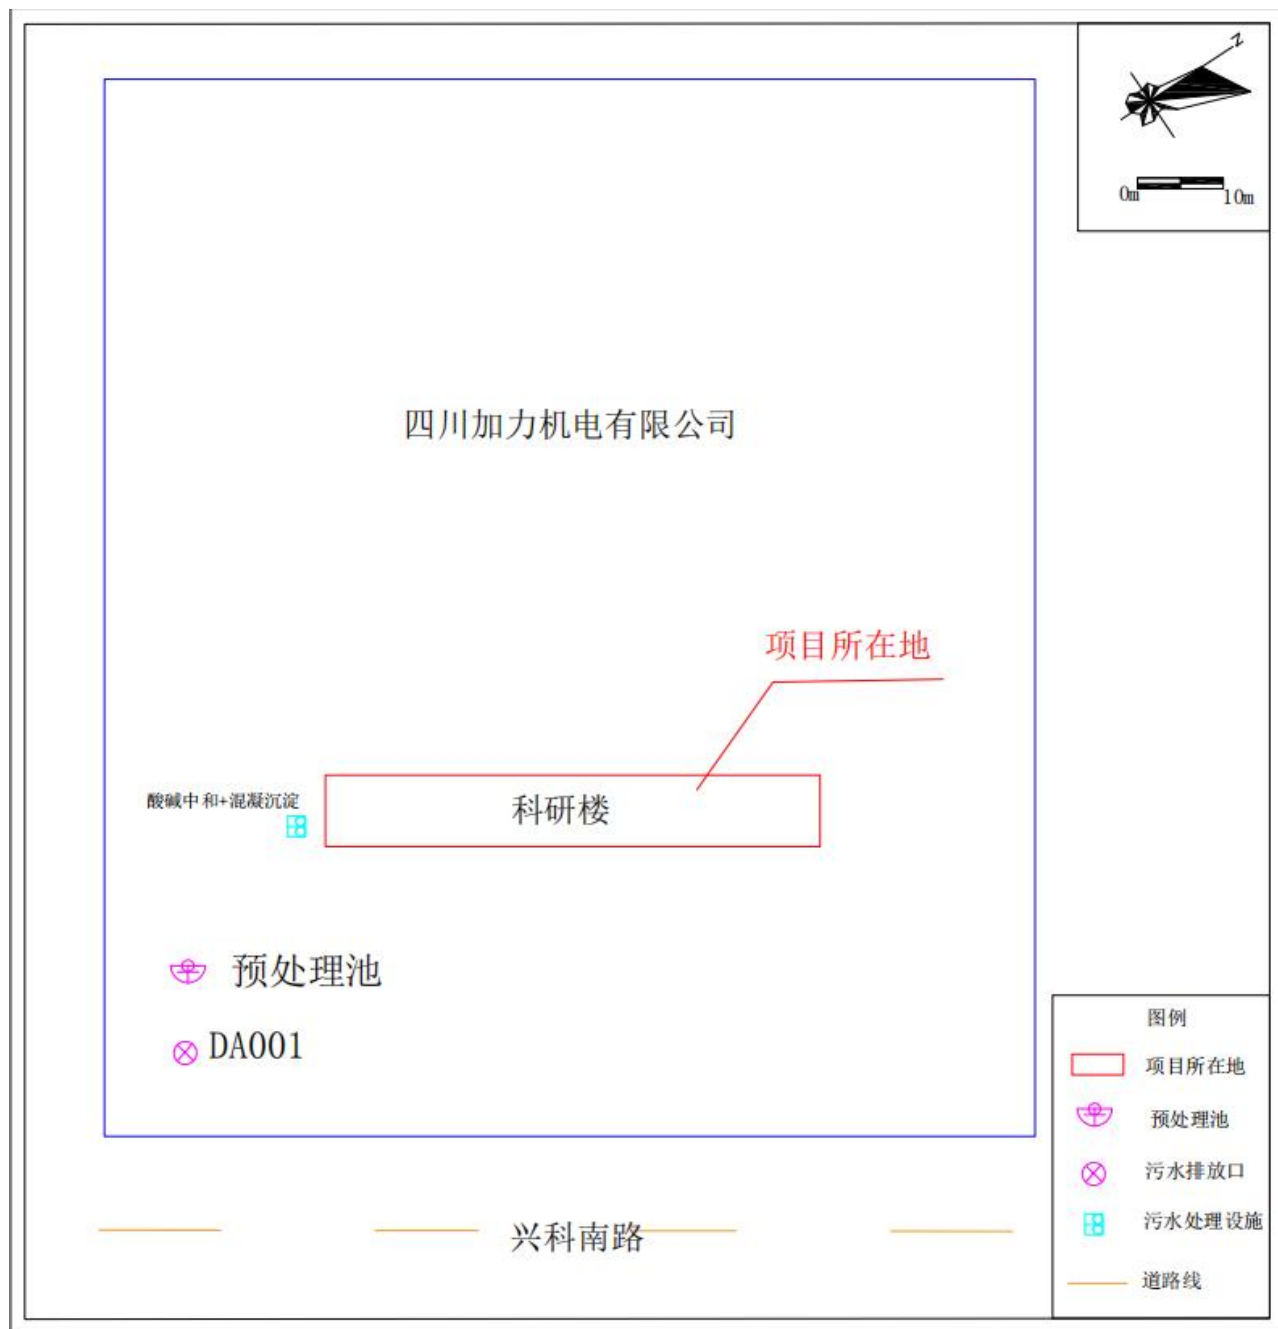 N
0m 10m
四川加力机电有限公司
项目所在地
酸碱中和+混凝沉淀
科研楼
预处理池
DA001
兴科南路
图例
项目所在地
预处理池
污水排放口
污水处理设施
道路线